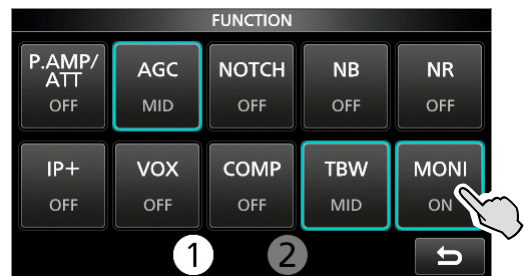 FUNCTION
P.AMP/
ATT
OFF
AGC
MID
NOTCH
OFF
NB
OFF
NR
OFF
IP+
OFF
VOX
OFF
COMP
OFF
TBW
MID
MONI
ON
1
2